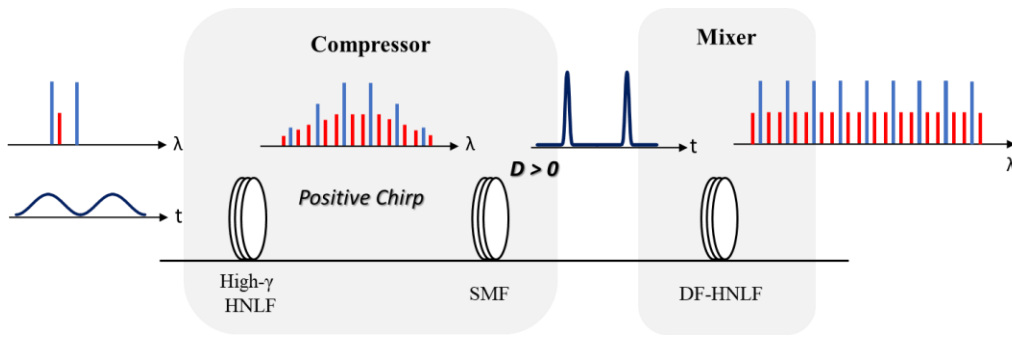 Compressor
Mixer
λ
λ
t
λ
D > 0
t
Positive Chirp
High-γ
HNLF
SMF
DF-HNLF